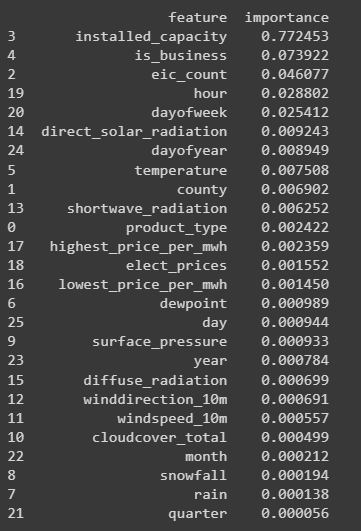 feature importance
3 installed_capacity 0.772453
4 is_business 0.073922
2 eic_count 0.046077
19 hour 0.028802
20 dayofweek 0.025412
14 direct_solar_radiation 0.009243
24 dayofyear 0.008949
5 temperature 0.007508
1 county 0.006902
13 shortwave_radiation 0.006252
0 product_type 0.002422
17 highest_price_per_mwh 0.002359
18 elect_prices 0.001552
16 lowest_price_per_mwh 0.001450
6 dewpoint 0.000989
25 day 0.000944
9 surface_pressure 0.000933
23 year 0.000784
15 diffuse_radiation 0.000699
12 winddirection_10m 0.000691
11 windspeed_10m 0.000557
10 cloudcover_total 0.000499
22 month 0.000212
8 snowfall 0.000194
7 rain 0.000138
21 quarter 0.000056